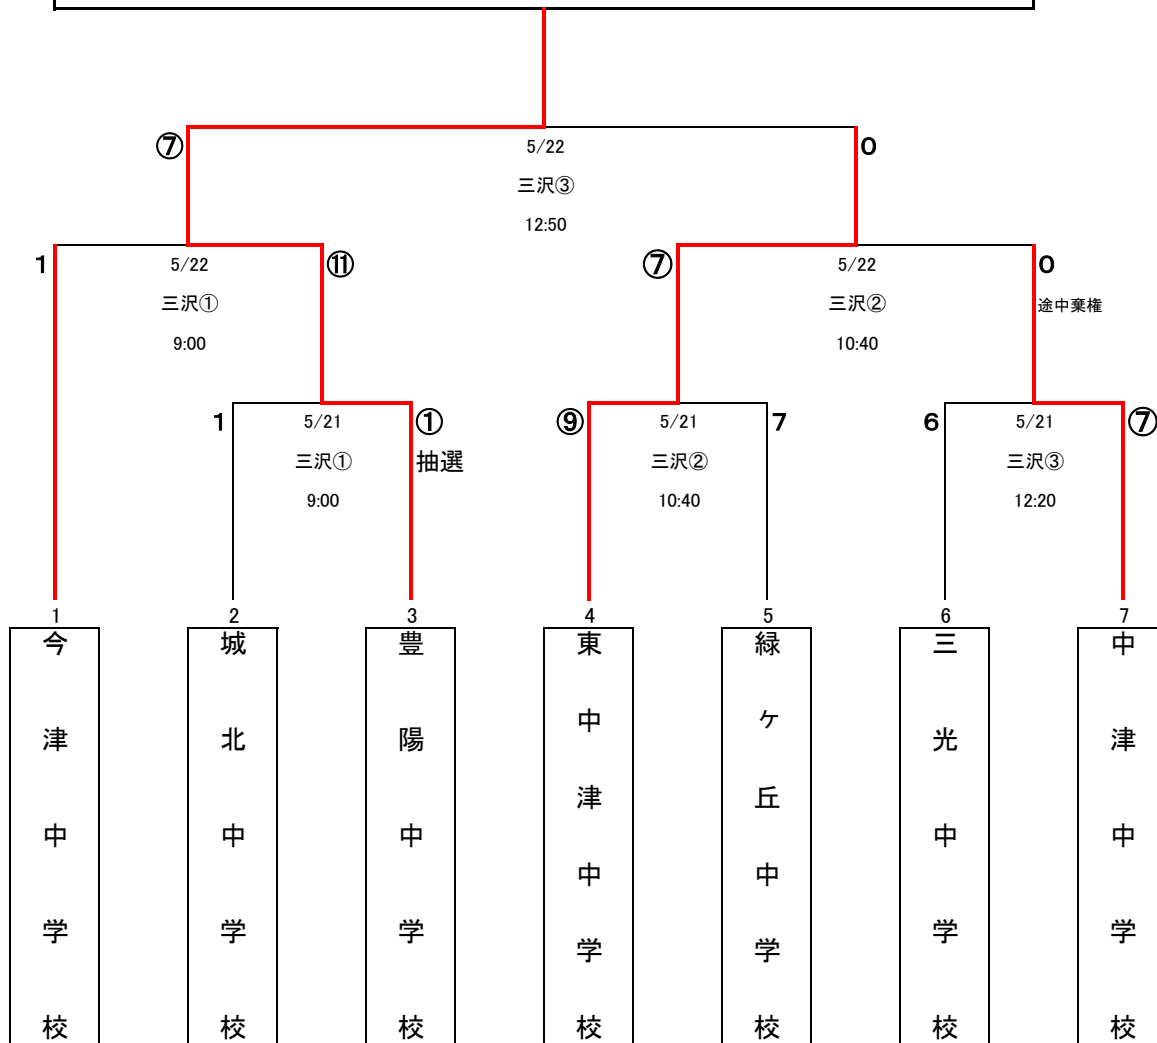 ⑦
5/22
三沢③
12:50
0
1
5/22
三沢①
9:00
⑪
⑦
5/22
三沢②
10:40
0
途中棄権
1
5/21
三沢①
9:00
①
抽選
⑨
5/21
三沢②
10:40
7
6
5/21
三沢③
12:20
⑦
1
今津中学校
2
城北中学校
3
豊陽中学校
4
東中津中学校
5
緑ヶ丘中学校
6
三光中学校
7
中津中学校